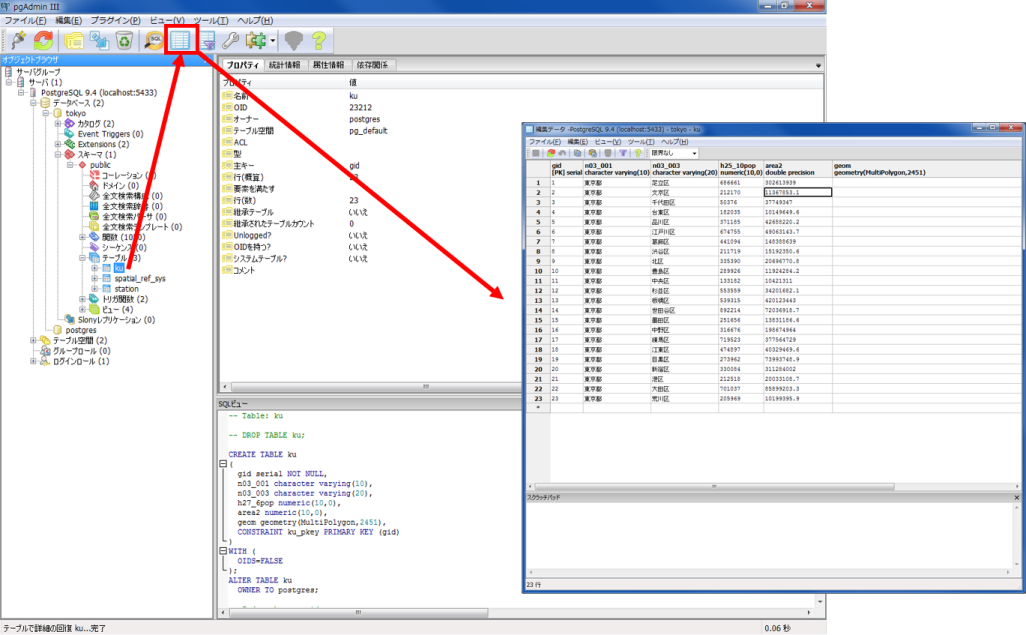 pgAdmin III
ファイル(F) 編集(E) プラグイン(P) ビュー(V) ツール(T) ヘルプ(H)
オブジェクトブラウザ
サーバグループ
サーバ (1)
PostgreSQL 9.4 (localhost:5433)
データベース (2)
tokyo
カタログ (2)
Event Triggers (0)
Extensions (2)
スキーマ (1)
public
コーレーション (
ドメイン (0)
全文検索構成 (0)
全文検索辞書 (0)
全文検索パーサ (0)
全文検索テンプレート (0)
関数 (10 0)
シーケンス (0)
テーブル (3)
ku
spatial_ref_sys
station
トリガ関数 (2)
ビュー (4)
Slonyレプリケーション (0)
postgres
テーブル空間 (2)
グループロール (0)
ログインロール (1)
プロパティ 統計情報 属性情報 依存関係
プロパティ 値
名前 ku
OID 23212
オーナー postgres
テーブル空間 pg_default
ACL
型
主キー gid
行(概算) 23
要素を満たす
行(数) 23
継承テーブル いいえ
継承されたテーブルカウント 0
Unlogged? いいえ
OIDを持つ? いいえ
システムテーブル? いいえ
コメント
SQLビュー
-- Table: ku
-- DROP TABLE ku;
CREATE TABLE ku
(
gid serial NOT NULL,
n03_001 character varying(10),
n03_003 character varying(20),
h27_6pop numeric(10,0),
area2 numeric(10,0),
geom geometry(MultiPolygon,2451),
CONSTRAINT ku_pkey PRIMARY KEY (gid)
)
WITH (
OIDS=FALSE
);
ALTER TABLE ku
OWNER TO postgres;
テーブルで詳細の回復 ku...完了 0.06 秒
編集データ -PostgreSQL 9.4 (localhost:5433) - tokyo - ku
ファイル(F) 編集(E) ビュー(V) ツール(T) ヘルプ(H)
限界なし
gid n03_001 n03_003 h25_10pop area2 geom
[PK] serial character varying(10) character varying(20) numeric(10,0) double precision geometry(MultiPolygon,2451)
1 1 東京都 足立区 686661 302613939
2 2 東京都 文京区 212170 11367853.1
3 3 東京都 千代田区 50376 37749347
4 4 東京都 台東区 182035 10149649.6
5 5 東京都 品川区 371185 42688220.2
6 6 東京都 江戸川区 674755 49063143.7
7 7 東京都 葛飾区 441094 148388639
8 8 東京都 渋谷区 211719 15192350.6
9 9 東京都 北区 335390 20696770.8
10 10 東京都 豊島区 289926 11924284.2
11 11 東京都 中央区 133182 10421311
12 12 東京都 杉並区 553559 34201682.1
13 13 東京都 板橋区 539315 420123443
14 14 東京都 世田谷区 892214 72036918.7
15 15 東京都 墨田区 251656 13831186.6
16 16 東京都 中野区 316676 198674964
17 17 東京都 練馬区 719523 377564729
18 18 東京都 江東区 474897 40329469.6
19 19 東京都 目黒区 273962 73993748.9
20 20 東京都 新宿区 330084 311284002
21 21 東京都 港区 212518 20033108.7
22 22 東京都 大田区 701037 85899203.3
23 23 東京都 荒川区 205969 10199395.9
*
スクラッチパッド
23 行